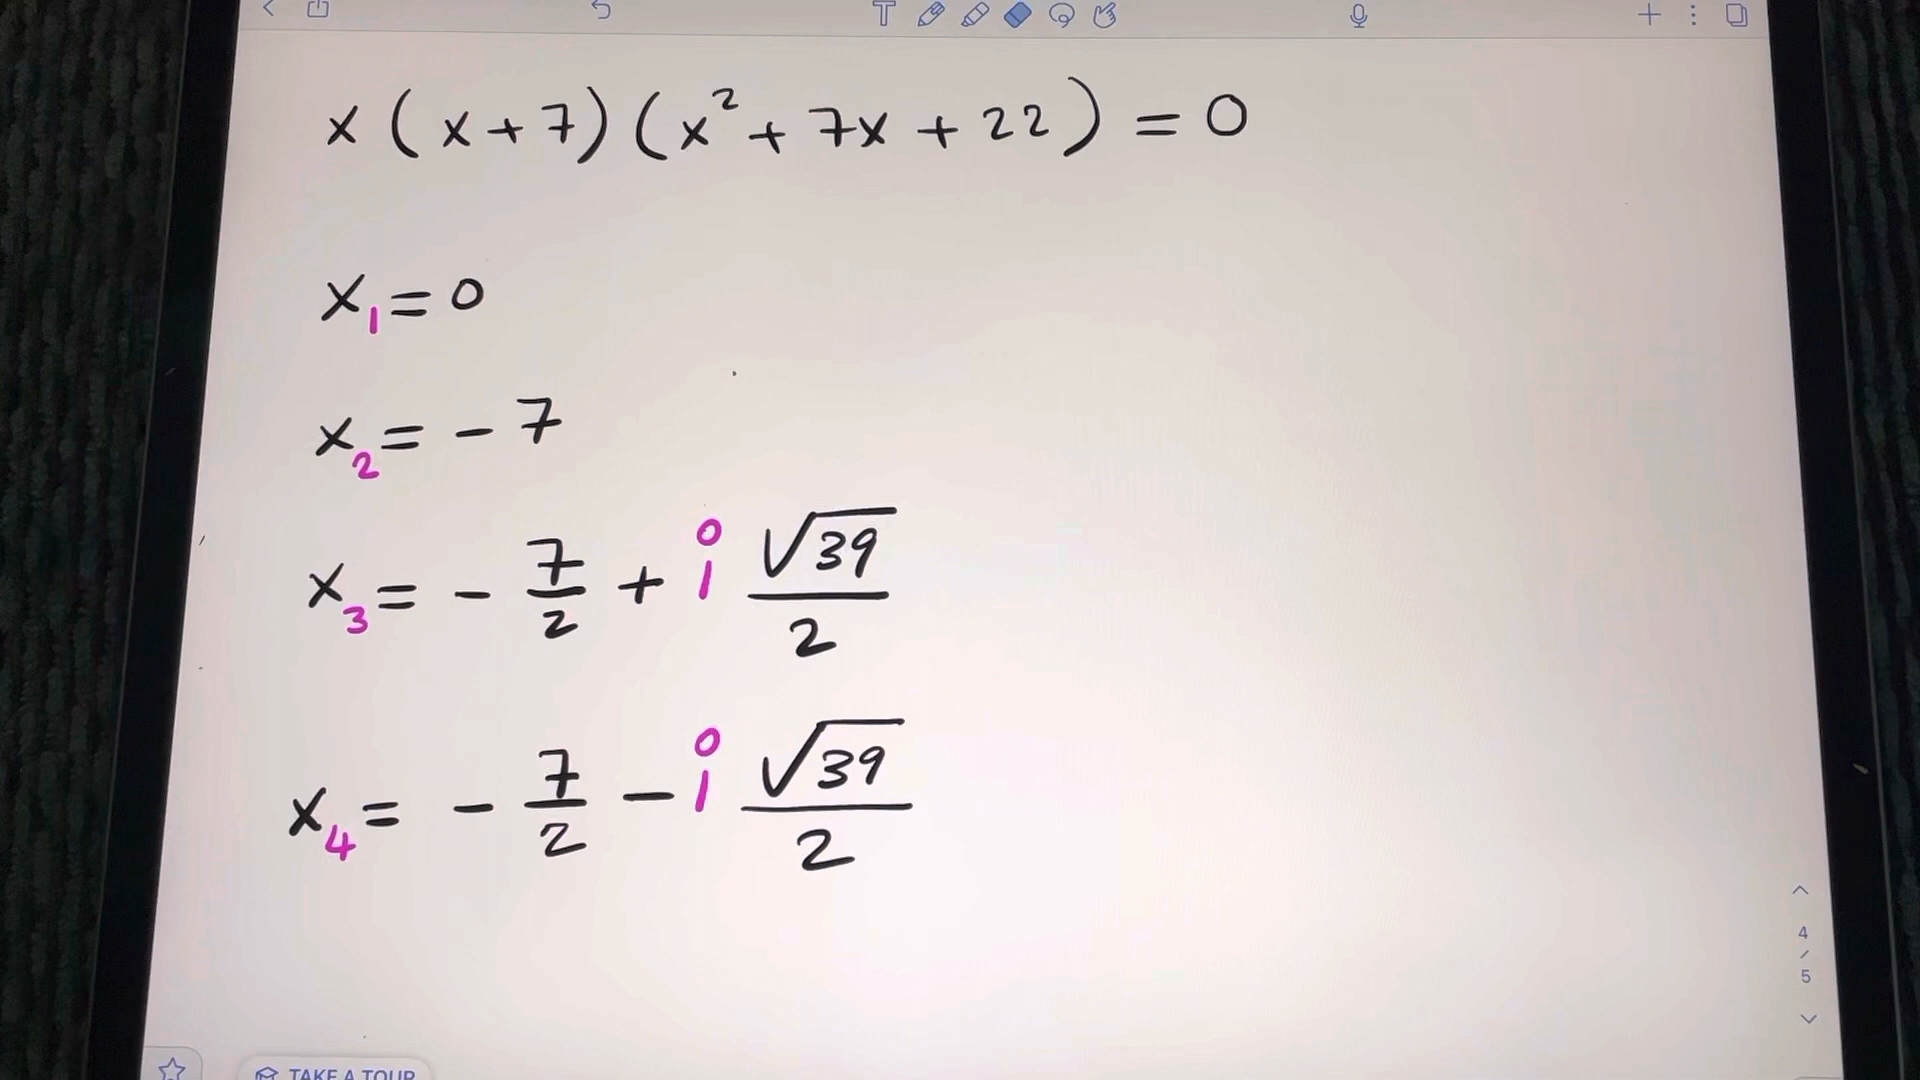 T
x(x+7)(x²+7x+22)=0
x₁=0
x₂=-7
x₃=-7/2+i√39/2
x₄=-7/2-i√39/2
4
/
5
TAKE A TOUR